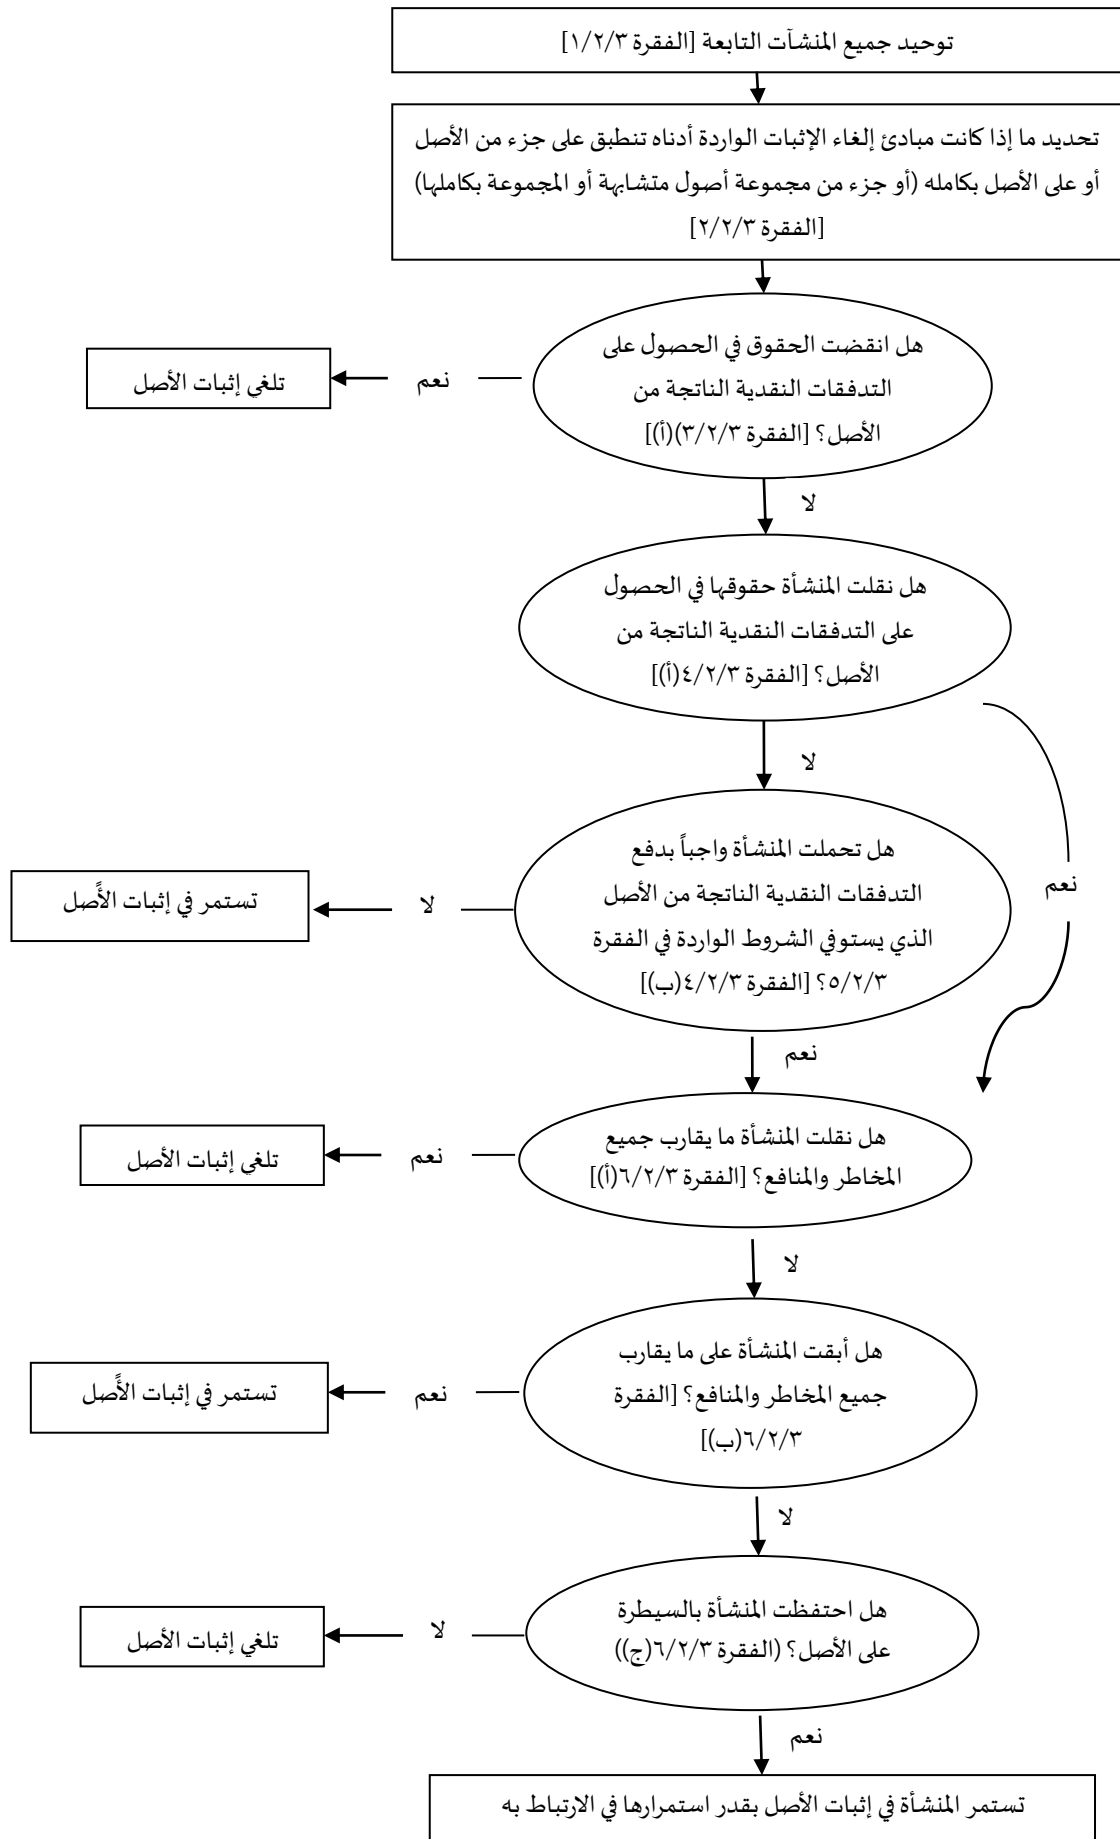 توحيد جميع المنشآت التابعة [الفقرة ١/٢/٣]
تحديد ما إذا كانت مبادئ إلغاء الإثبات الواردة أدناه تنطبق على جزء من الأصل
أو على الأصل بكامله (أو جزء من مجموعة أصول متشابهة أو المجموعة بكاملها)
[الفقرة ٢/٢/٣]
هل انقضت الحقوق في الحصول على
التدفقات النقدية الناتجة من
الأصل؟ [الفقرة ٣/٢/٣)(أ)]
نعم
تلغي إثبات الأصل
لا
هل نقلت المنشأة حقوقها في الحصول
على التدفقات النقدية الناتجة من
الأصل؟ [الفقرة ٤/٢/٣(أ)]
لا
نعم
هل تحملت المنشأة واجباً بدفع
التدفقات النقدية الناتجة من الأصل
الذي يستوفي الشروط الواردة في الفقرة
٥/٢/٣؟ [الفقرة ٤/٢/٣(ب)]
لا
تستمر في إثبات الأًصل
نعم
هل نقلت المنشأة ما يقارب جميع
المخاطر والمنافع؟ [الفقرة ٦/٢/٣(أ)]
نعم
تلغي إثبات الأصل
لا
هل أبقت المنشأة على ما يقارب
جميع المخاطر والمنافع؟ [الفقرة
٦/٢/٣(ب)]
نعم
تستمر في إثبات الأًصل
لا
هل احتفظت المنشأة بالسيطرة
على الأصل؟ (الفقرة ٦/٢/٣(ج))
لا
تلغي إثبات الأصل
نعم
تستمر المنشأة في إثبات الأصل بقدر استمرارها في الارتباط به